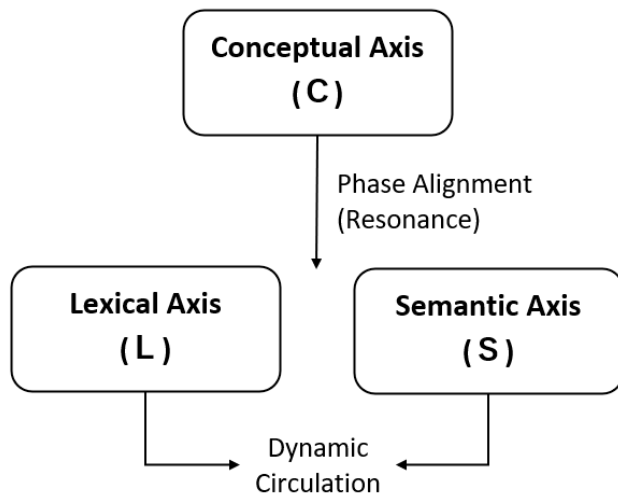 Conceptual Axis
(C)
Phase Alignment
(Resonance)
Lexical Axis
(L)
Semantic Axis
(S)
Dynamic
Circulation